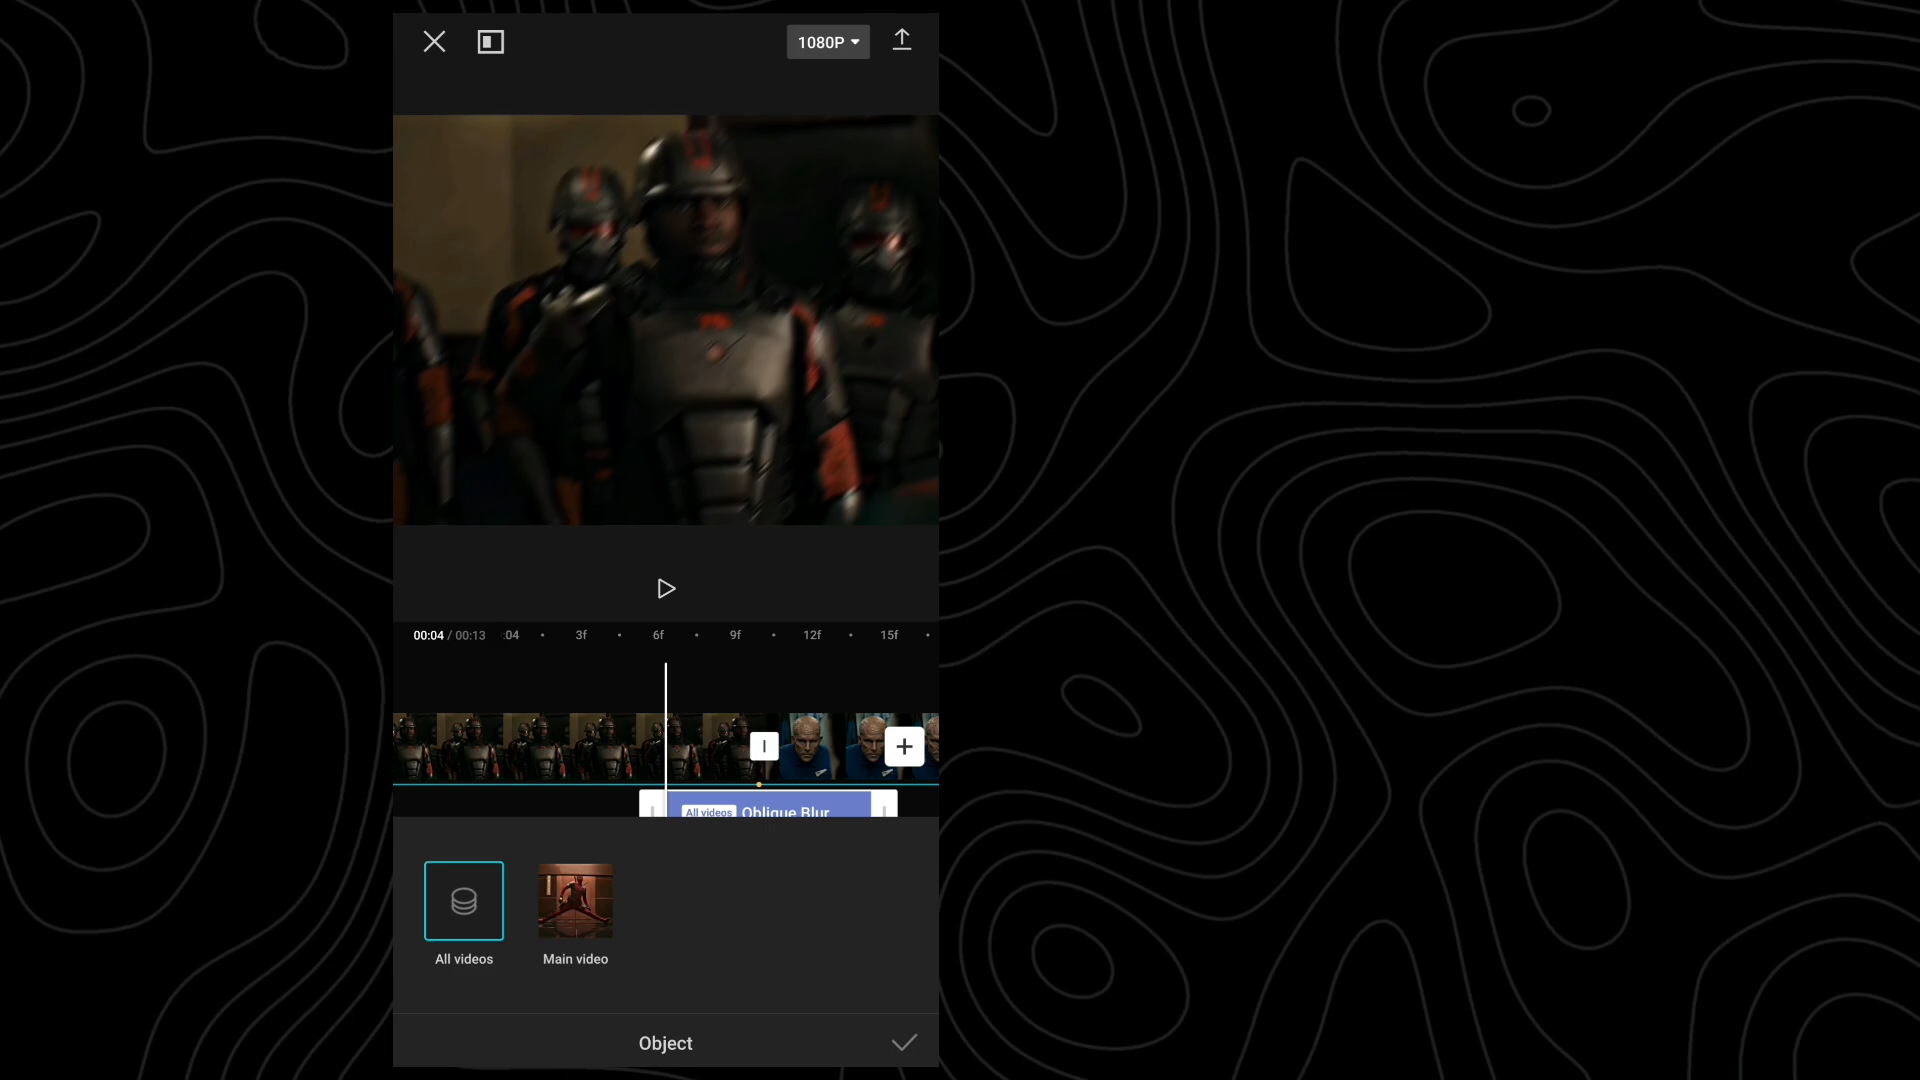 1080P
00:04 / 00:13 :04 3f 6f 9f 12f 15f
All videos Oblique Blur
All videos Main video
Object